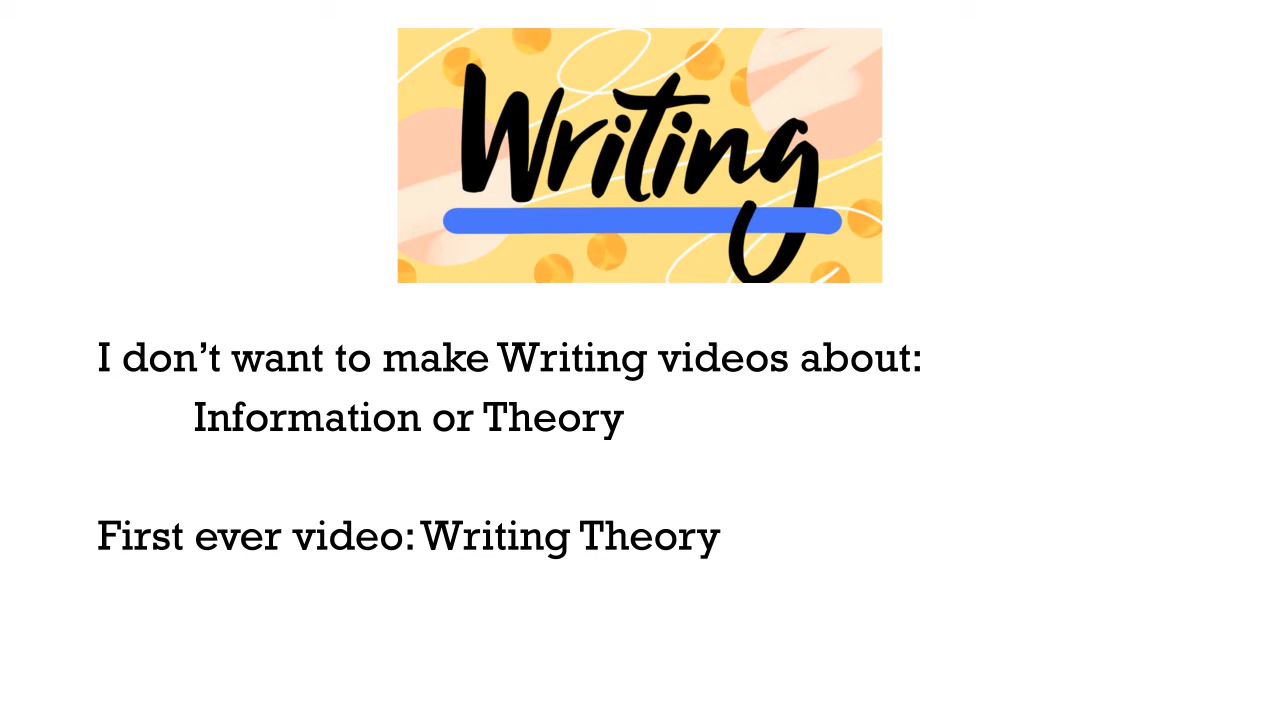 Writing
I don’t want to make Writing videos about:
Information or Theory
First ever video: Writing Theory